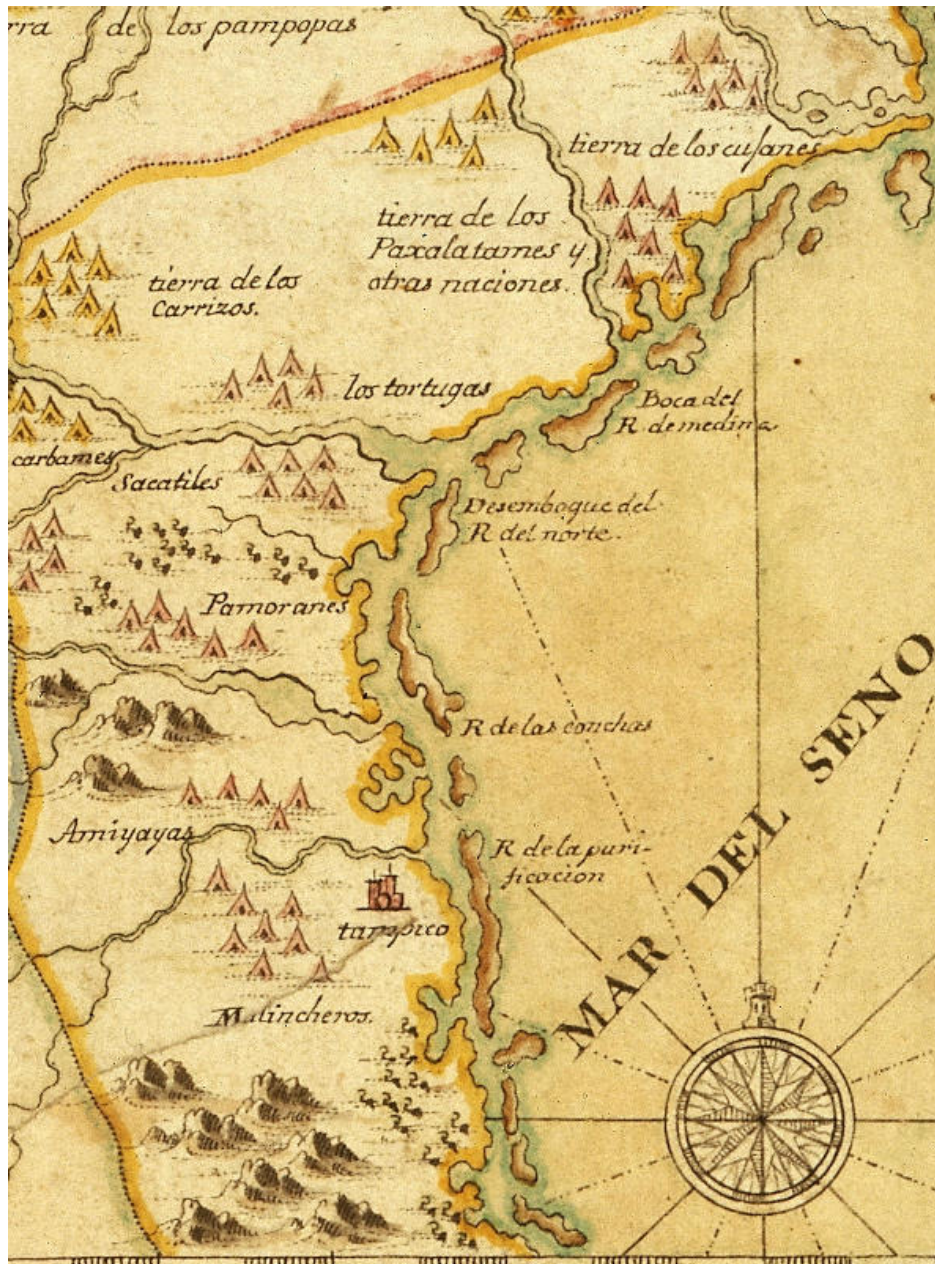 rra de los pampopas
tierra de los cujanes
tierra de los
Paxalatames y
otras naciones.
tierra de los
Carrizos.
los tortugas
Boca del
R de medina
carbames
Sacatiles
Desemboque del
R del norte.
Pamoranes
R de las conchas
Amiyayas
R de la puri-
ficacion
tampico
Malincheros.
MAR DEL SENO